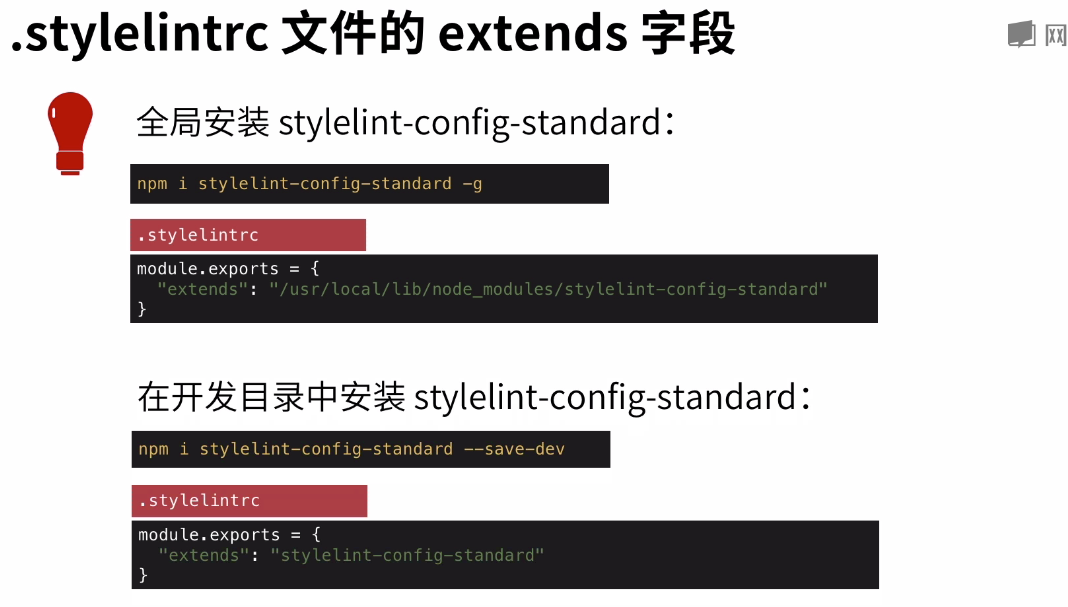 .stylelintrc 文件的 extends 字段
全局安装 stylelint-config-standard：
npm i stylelint-config-standard -g
.stylelintrc
module.exports = {
"extends": "/usr/local/lib/node_modules/stylelint-config-standard"
}
在开发目录中安装 stylelint-config-standard：
npm i stylelint-config-standard --save-dev
.stylelintrc
module.exports = {
"extends": "stylelint-config-standard"
}